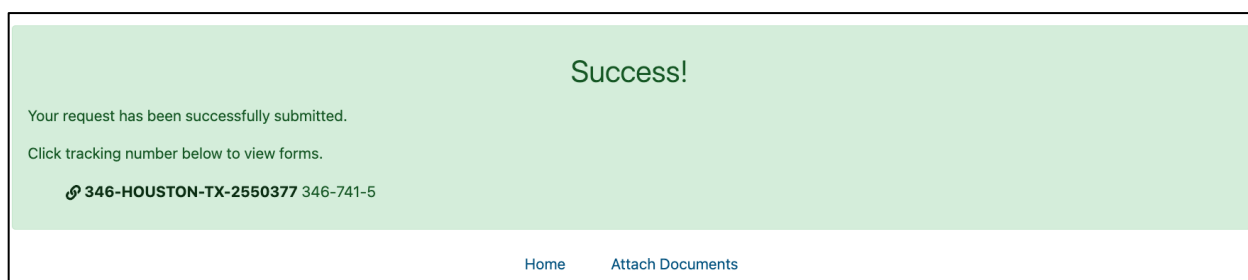 Success!
Your request has been successfully submitted.
Click tracking number below to view forms.
346-HOUSTON-TX-2550377 346-741-5
Home Attach Documents